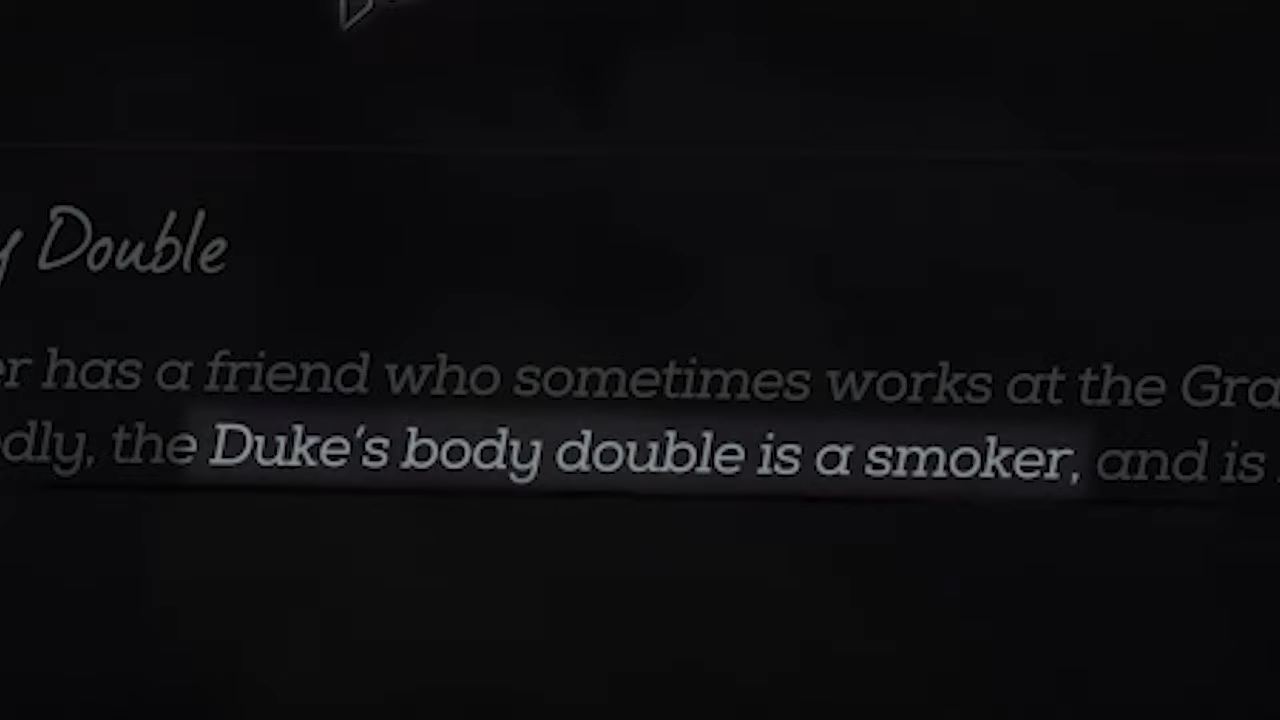 Double
has a friend who sometimes works at the
the Duke's body double is a smoker, and is